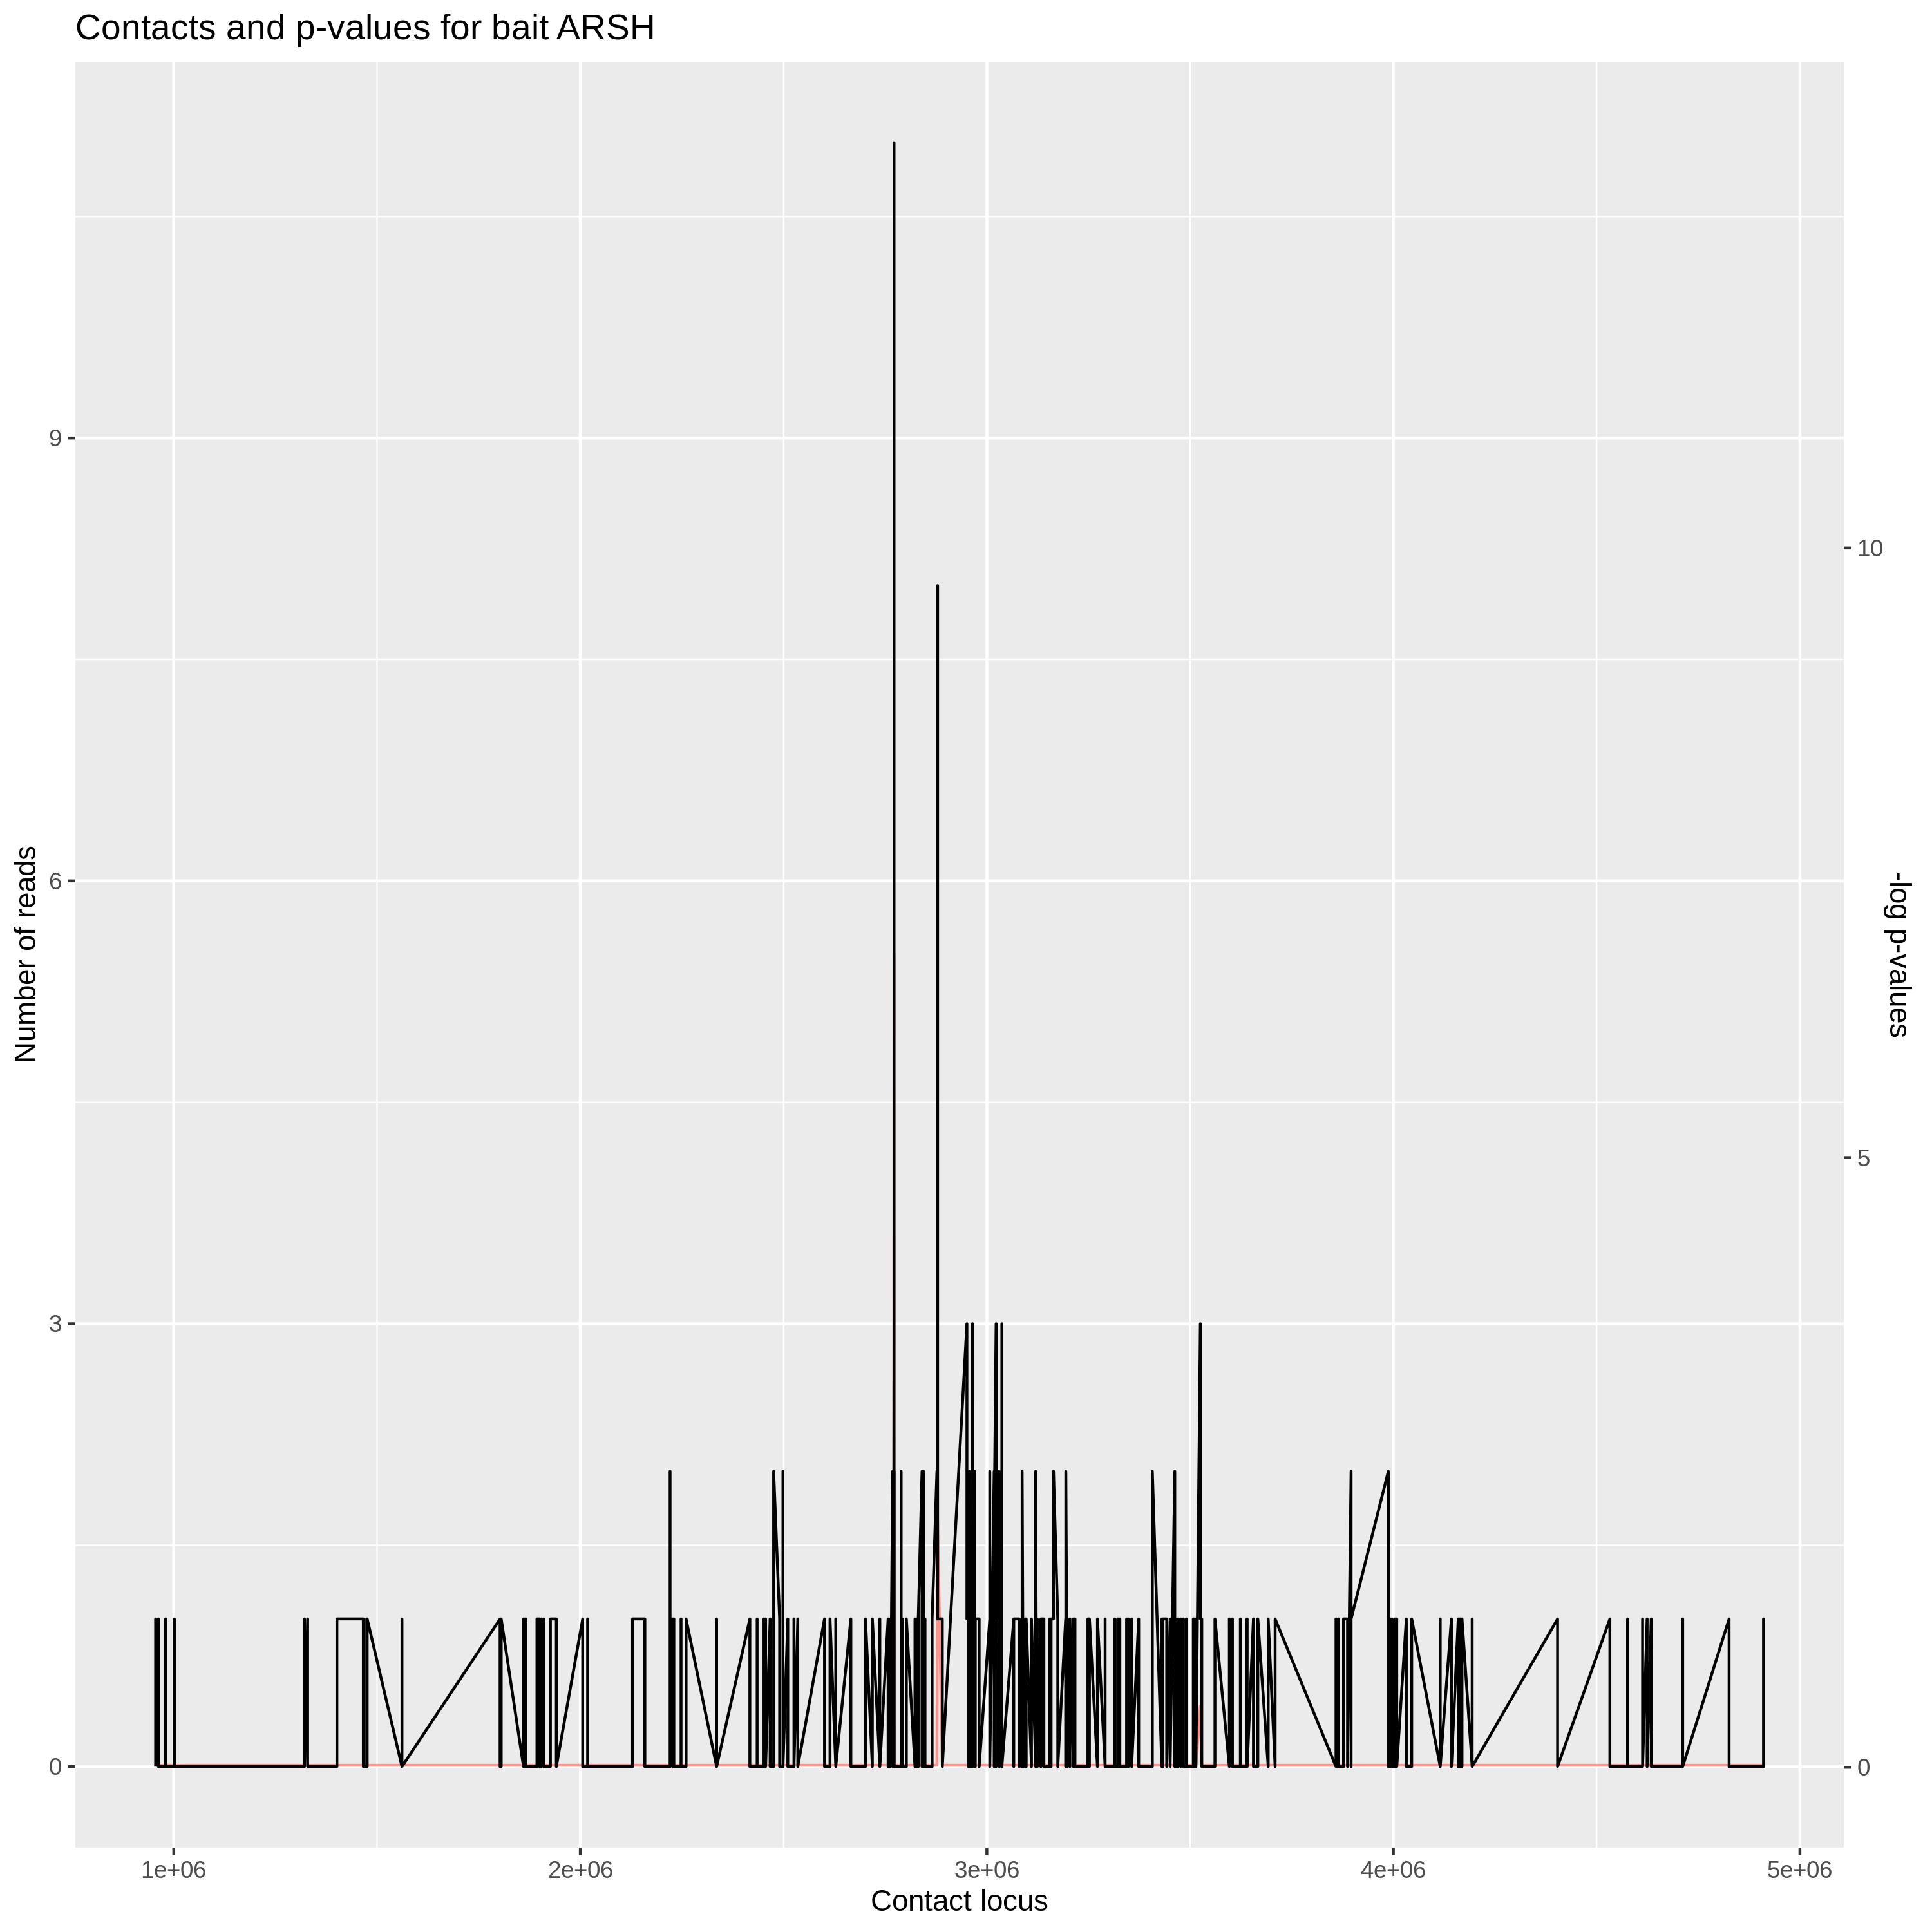 Contacts and p-values for bait ARSH
9
6
3
0
Number of reads
10
5
0
-log p-values
1e+06 2e+06 3e+06 4e+06 5e+06
Contact locus